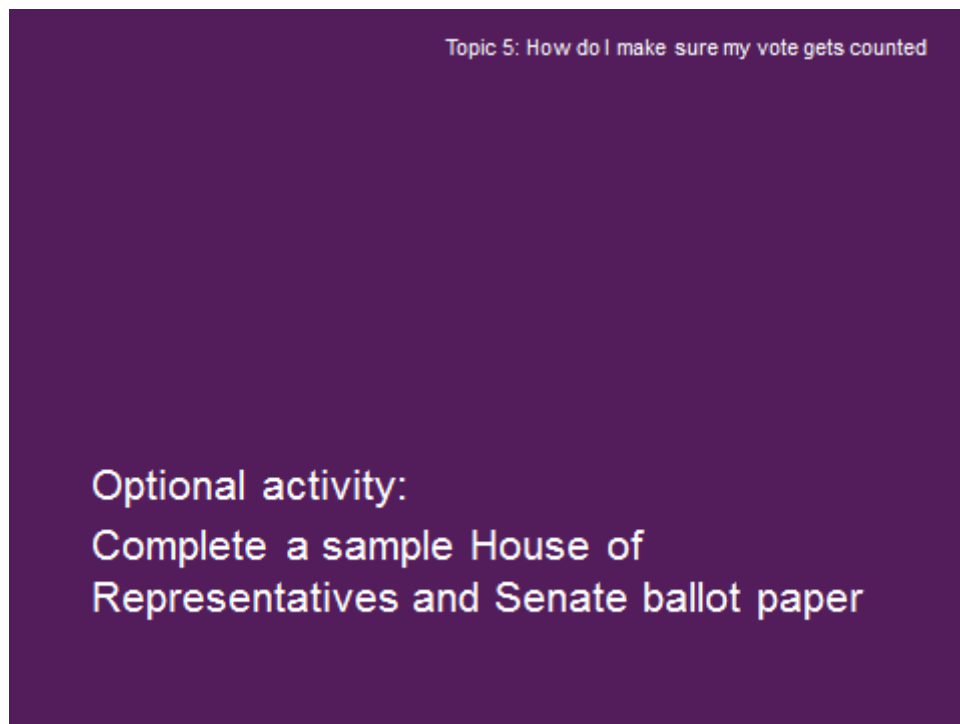 Topic 5: How do I make sure my vote gets counted
Optional activity:
Complete a sample House of
Representatives and Senate ballot paper